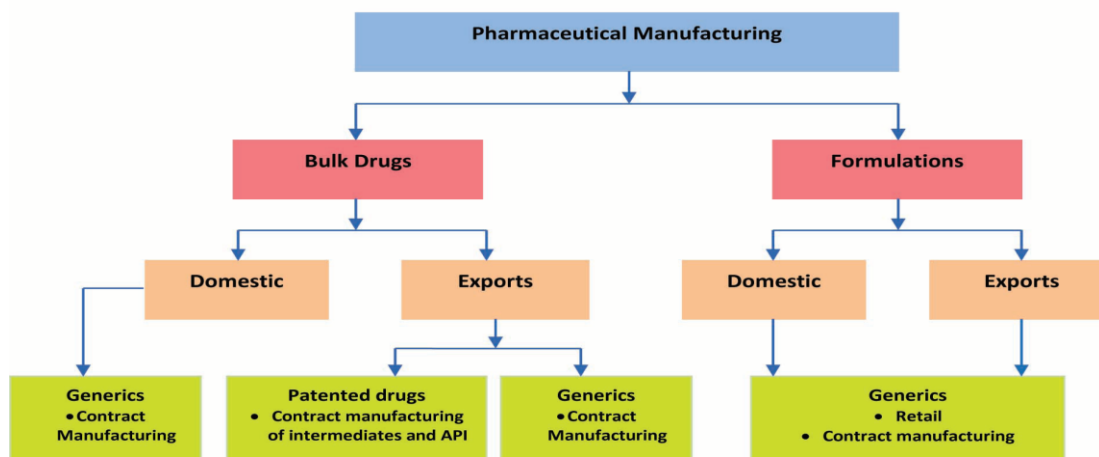 Pharmaceutical Manufacturing
Bulk Drugs
Formulations
Domestic
Exports
Domestic
Exports
Generics
• Contract
Manufacturing
Patented drugs
• Contract manufacturing
of intermediates and API
Generics
• Contract
Manufacturing
Generics
• Retail
• Contract manufacturing